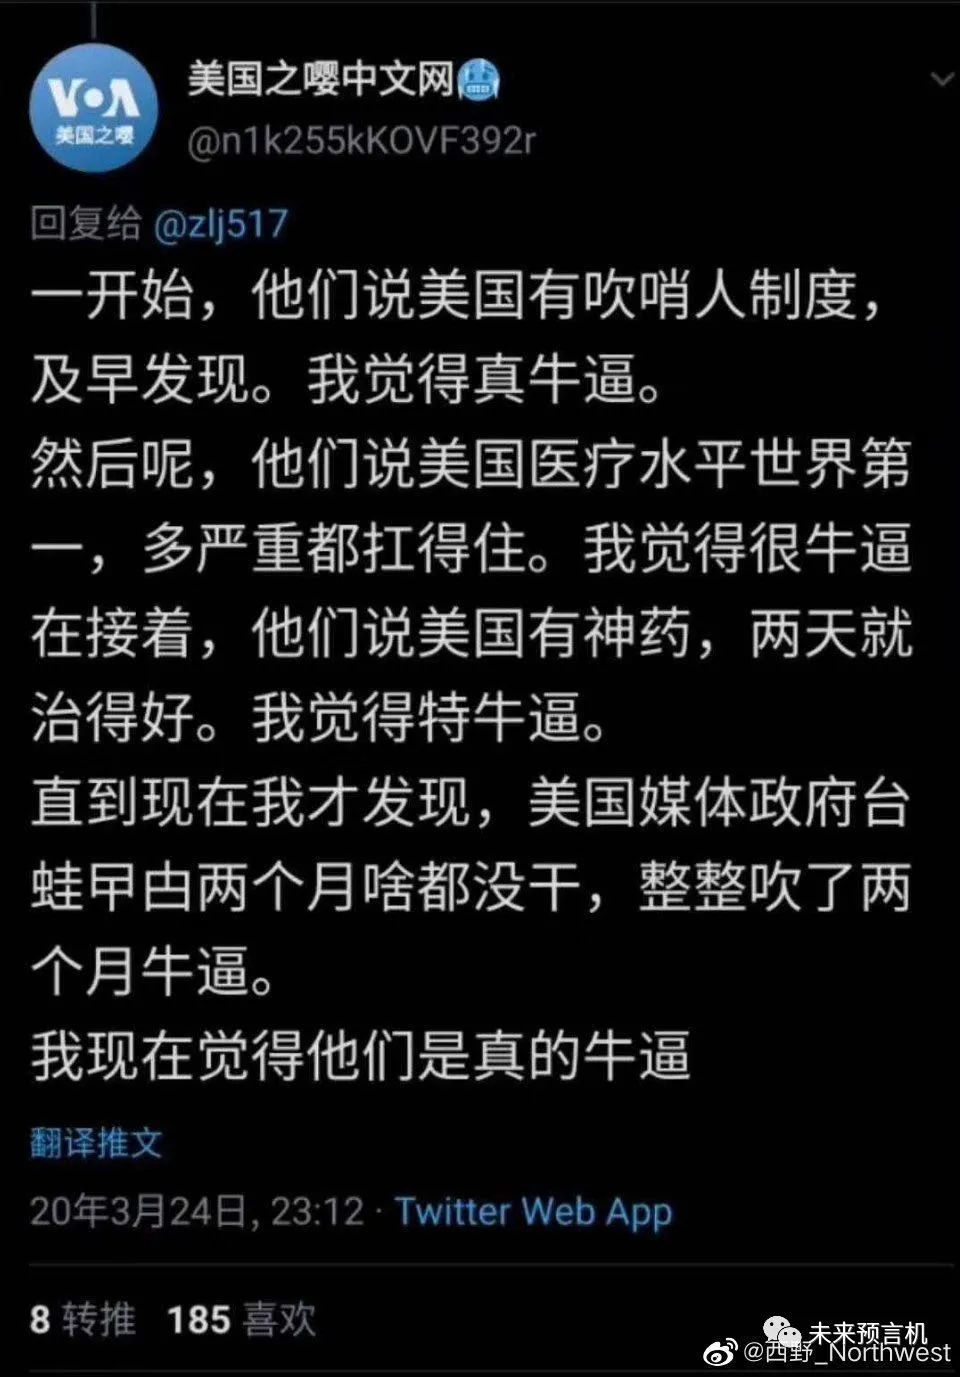 VOA
美国之嘤
美国之嘤中文网
@n1k255kKOVF392r
回复给 @zlj517
一开始，他们说美国有吹哨人制度，
及早发现。我觉得真牛逼。
然后呢，他们说美国医疗水平世界第
一，多严重都扛得住。我觉得很牛逼
在接着，他们说美国有神药，两天就
治得好。我觉得特牛逼。
直到现在我才发现，美国媒体政府台
蛙曱甴两个月啥都没干，整整吹了两
个月牛逼。
我现在觉得他们是真的牛逼
翻译推文
20年3月24日, 23:12 · Twitter Web App
8 转推 185 喜欢
未来预言机
@西野_Northwest